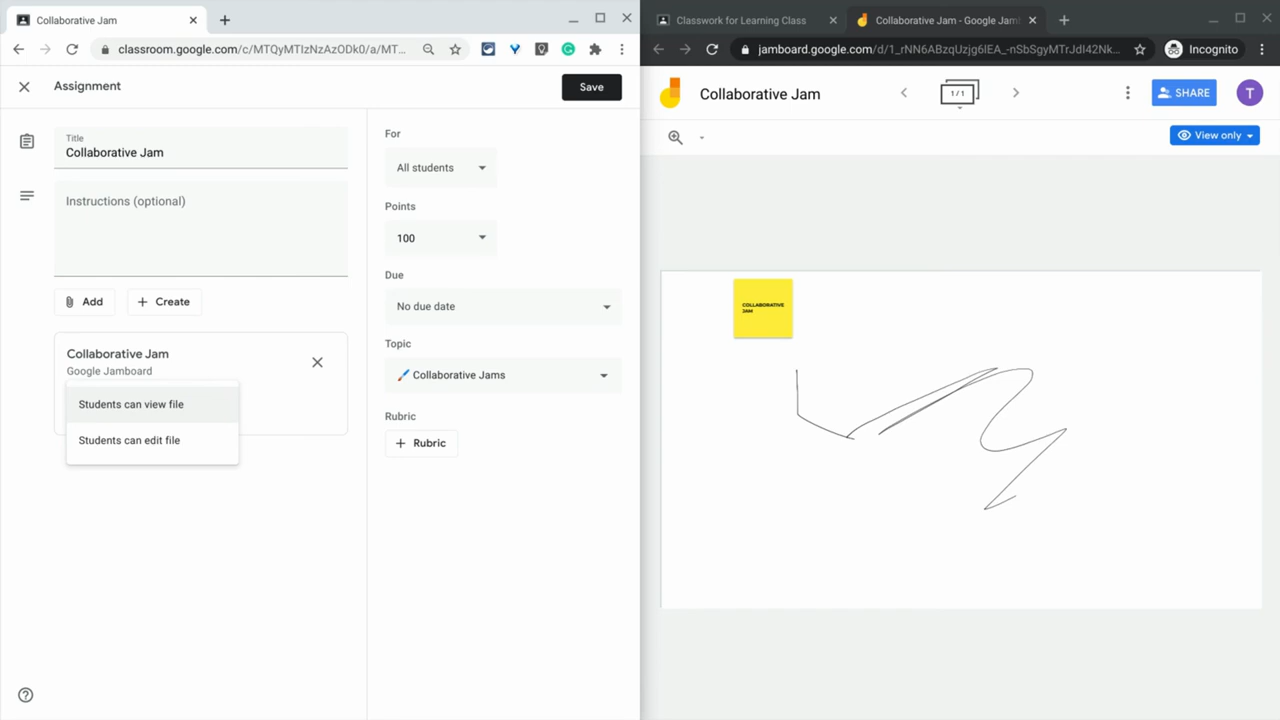 Collaborative Jam
classroom.google.com/c/MTQyMTIzNzAzODk0/a/MT...
Assignment
Save
Title
Collaborative Jam
Instructions (optional)
Add
Create
Collaborative Jam
Google Jamboard
Students can view file
Students can edit file
For
All students
Points
100
Due
No due date
Topic
Collaborative Jams
Rubric
Rubric
Classwork for Learning Class
Collaborative Jam - Google Jamb
jamboard.google.com/d/1_rNN6ABzqUzjg6lEA_-nSbSgyMTrJdI42Nk...
Incognito
Collaborative Jam
1 / 1
SHARE
T
View only
COLLABORATIVE
JAM